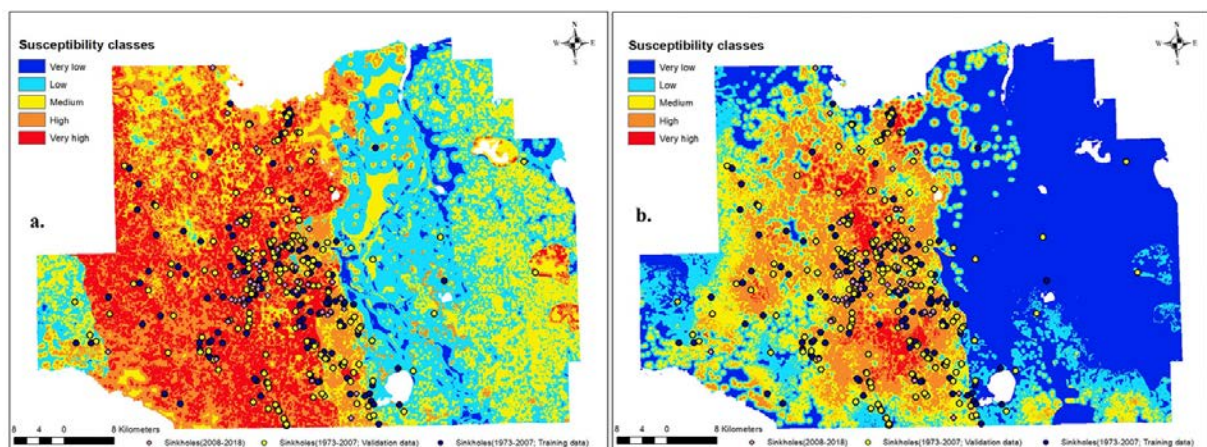 Susceptibility classes
Very low
Low
Medium
High
Very high
N
W E
S
a.
8 4 0 8 Kilometers
Sinkholes(2008-2018) Sinkholes(1973-2007; Validation data) Sinkholes(1973-2007; Training data)
Susceptibility classes
Very low
Low
Medium
High
Very high
N
W E
S
b.
8 4 0 8 Kilometers
Sinkholes(2008-2018) Sinkholes(1973-2007; Validation data) Sinkholes(1973-2007; Training data)